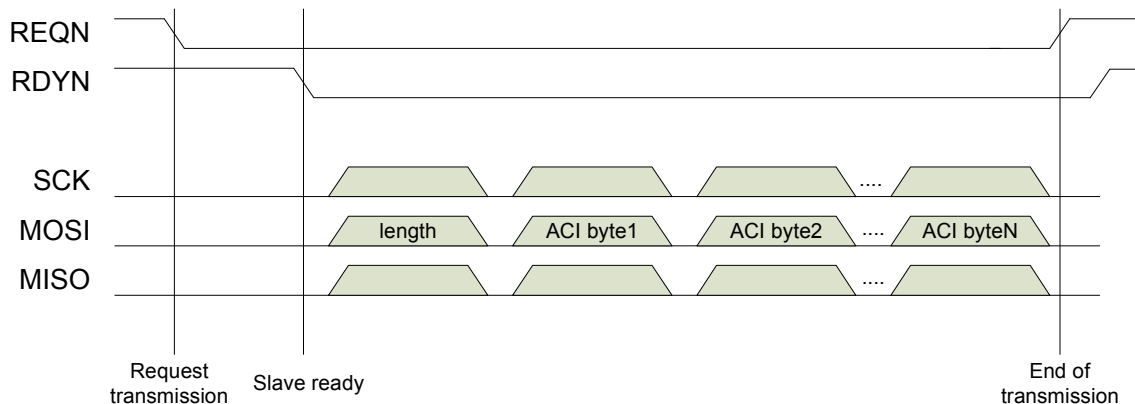 REQN
RDYN
SCK
....
MOSI
length
ACI byte1
ACI byte2
....
ACI byteN
MISO
....
Request
transmission
Slave ready
End of
transmission